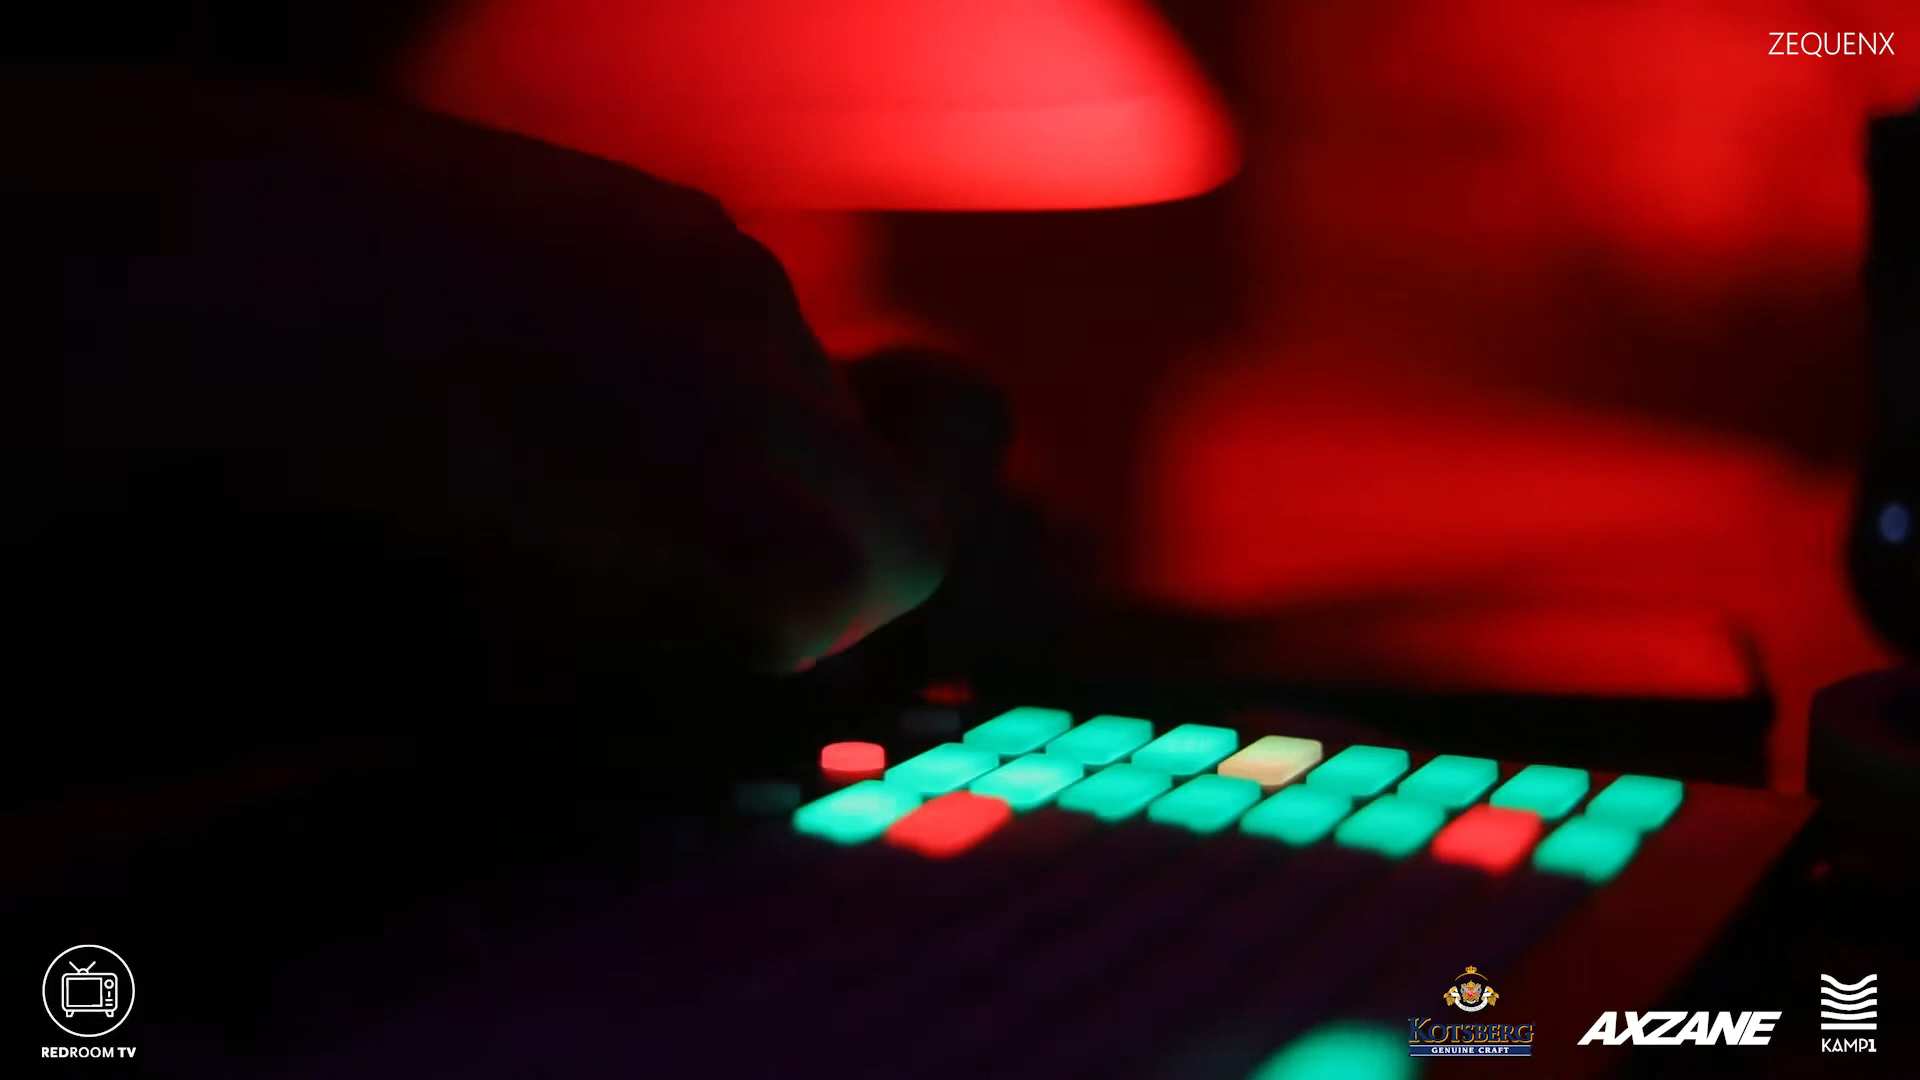 ZEQUENX
REDROOM TV
KOTSBERG
GENUINE CRAFT
AXZANE
KAMP1